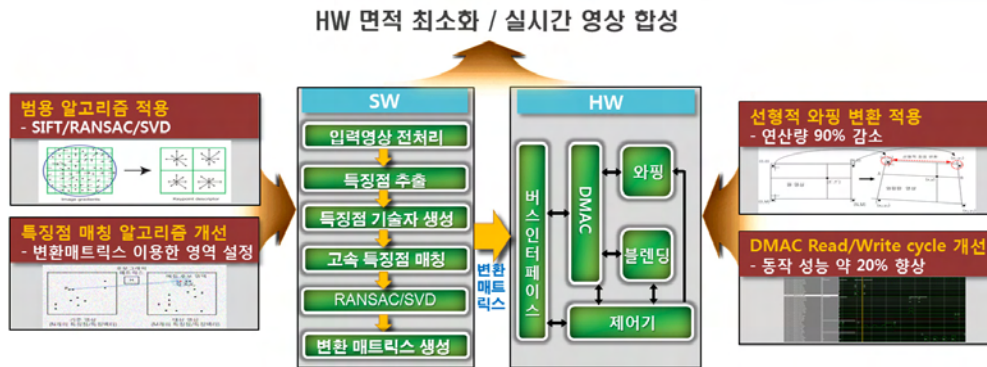 HW 면적 최소화 / 실시간 영상 합성
범용 알고리즘 적용
- SIFT/RANSAC/SVD
Image gradients
Keypoint descriptor
특징점 매칭 알고리즘 개선
- 변환매트릭스 이용한 영역 설정
SW
입력영상 전처리
특징점 추출
특징점 기술자 생성
고속 특징점 매칭
RANSAC/SVD
변환 매트릭스 생성
변환
매트
릭스
HW
버스인터페이스
DMAC
와핑
블렌딩
제어기
선형적 와핑 변환 적용
- 연산량 90% 감소
DMAC Read/Write cycle 개선
- 동작 성능 약 20% 향상